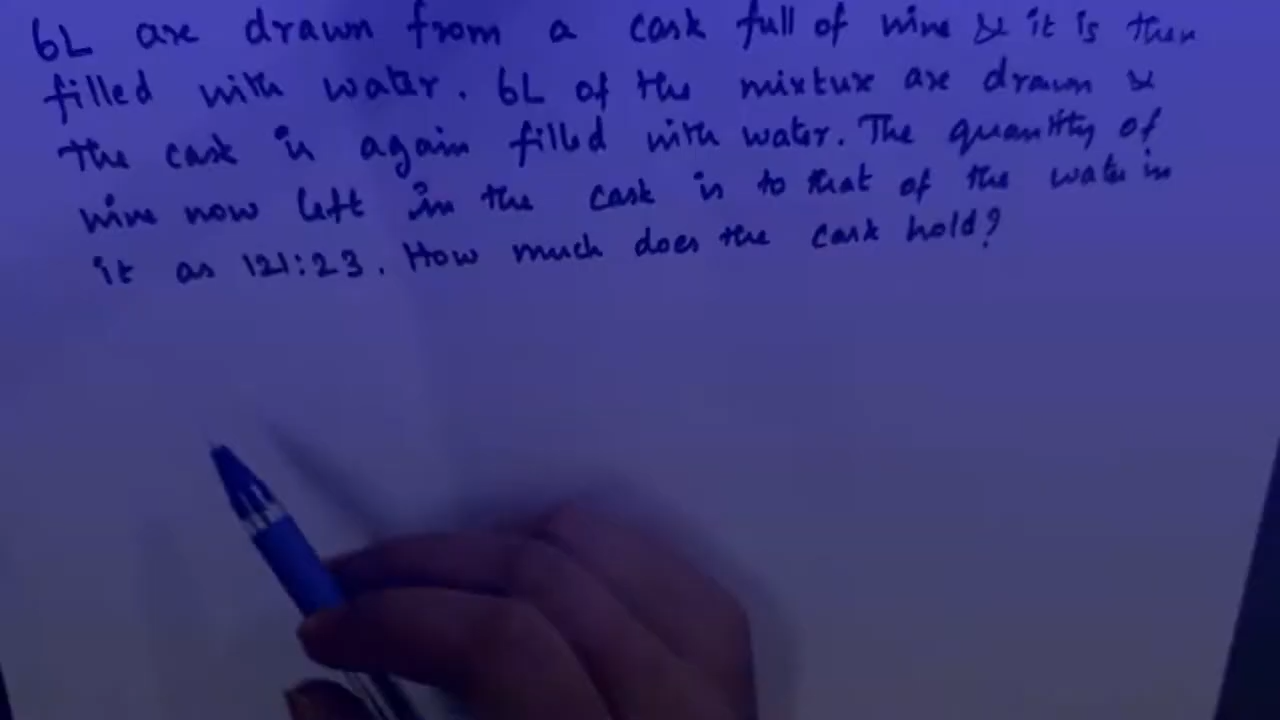 6L are drawn from a cask full of wine & it is then
filled with water. 6L of the mixture are drawn &
the cask is again filled with water. The quantity of
wine now left in the cask is to that of the water in
it as 121:23. How much does the cask hold?